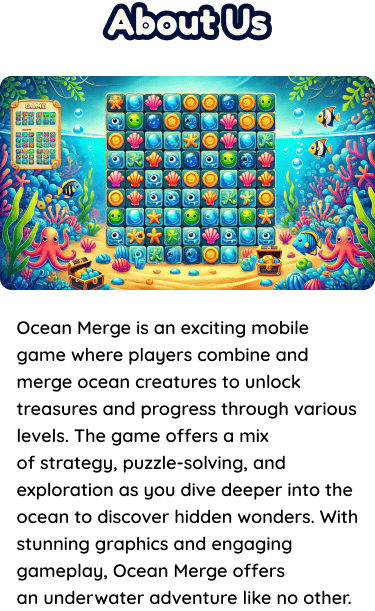 About Us
GAME
Ocean Merge is an exciting mobile
game where players combine and
merge ocean creatures to unlock
treasures and progress through various
levels. The game offers a mix
of strategy, puzzle-solving, and
exploration as you dive deeper into the
ocean to discover hidden wonders. With
stunning graphics and engaging
gameplay, Ocean Merge offers
an underwater adventure like no other.